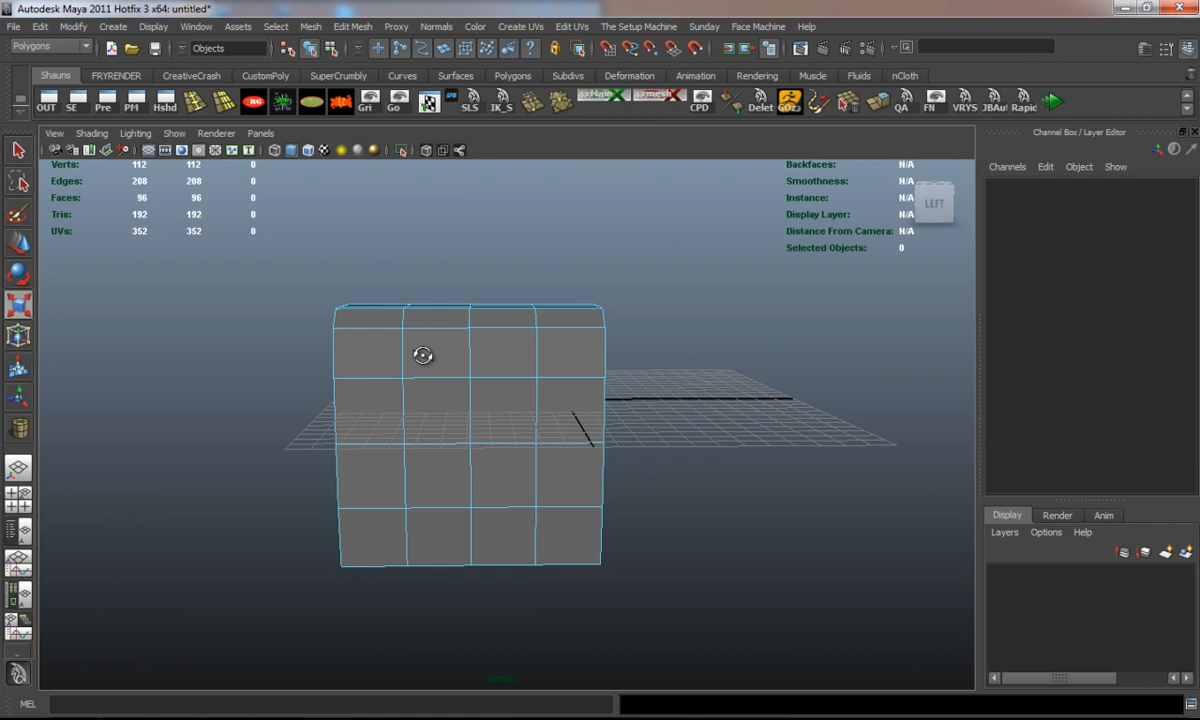 Autodesk Maya 2011 Hotfix 3 x64: untitled*
File Edit Modify Create Display Window Assets Select Mesh Edit Mesh Proxy Normals Color Create UVs Edit UVs The Setup Machine Sunday Face Machine Help
Polygons Objects
Shauns FRYRENDER CreativeCrash CustomPoly SuperCrumbly Curves Surfaces Polygons Subdivs Deformation Animation Rendering Muscle Fluids nCloth
OUT SE Pre PM Hshd Gri Go SLS IK_S CPD Delet GOZ QA FN VRYS JBAu Rapic
View Shading Lighting Show Renderer Panels
Channel Box / Layer Editor
Channels Edit Object Show
Verts: 112 112 0
Edges: 208 208 0
Faces: 96 96 0
Tris: 192 192 0
UVs: 352 352 0
Backfaces: N/A
Smoothness: N/A
Instance: N/A
Display Layer: N/A
Distance From Camera: N/A
Selected Objects: 0
LEFT
Display Render Anim
Layers Options Help
persp
MEL